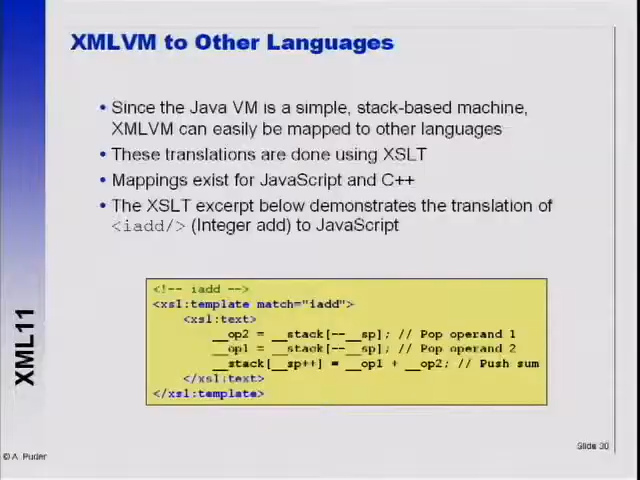 XMLVM to Other Languages
• Since the Java VM is a simple, stack-based machine,
XMLVM can easily be mapped to other languages
• These translations are done using XSLT
• Mappings exist for JavaScript and C++
• The XSLT excerpt below demonstrates the translation of
<iadd/> (Integer add) to JavaScript
<!-- iadd -->
<xsl:template match="iadd">
<xsl:text>
__op2 = __stack[--__sp]; // Pop operand 1
__op1 = __stack[--__sp]; // Pop operand 2
__stack[__sp++] = __op1 + __op2; // Push sum
</xsl:text>
</xsl:template>
XML11
Slide 30
© A. Puder